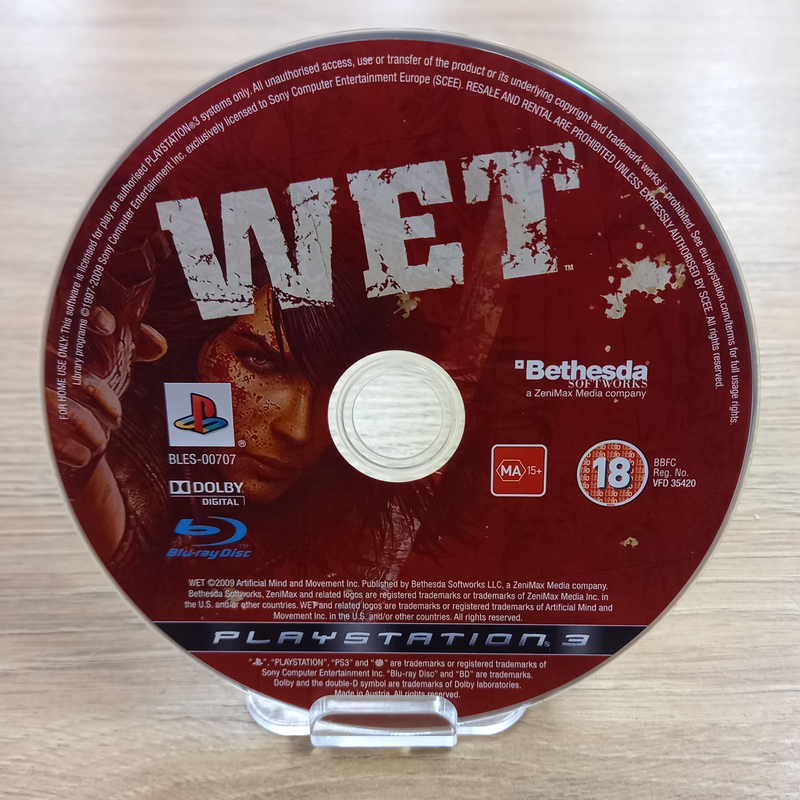 FOR HOME USE ONLY: This software is licensed for play on authorised PLAYSTATION®3 systems only. All unauthorised access, use or transfer of the product or its underlying copyright and trademark works is prohibited. See eu.playstation.com/terms for full usage rights.
Library programs ©1997-2009 Sony Computer Entertainment Inc. exclusively licensed to Sony Computer Entertainment Europe (SCEE). RESALE AND RENTAL ARE PROHIBITED UNLESS EXPRESSLY AUTHORISED BY SCEE. All rights reserved.
WET™
Bethesda®
SOFTWORKS
a ZeniMax Media company
®
BLES-00707
DOLBY
DIGITAL
Blu-ray Disc™
MA 15+
18
BBFC
Reg. No.
VFD 35420
WET ©2009 Artificial Mind and Movement Inc. Published by Bethesda Softworks LLC, a ZeniMax Media company.
Bethesda Softworks, ZeniMax and related logos are registered trademarks or trademarks of ZeniMax Media Inc. in
the U.S. and/or other countries. WET and related logos are trademarks or registered trademarks of Artificial Mind and
Movement Inc. in the U.S. and/or other countries. All rights reserved.
PLAYSTATION®3
" ", "PLAYSTATION", "PS3" and " " are trademarks or registered trademarks of
Sony Computer Entertainment Inc. "Blu-ray Disc" and "BD" are trademarks.
Dolby and the double-D symbol are trademarks of Dolby laboratories.
Made in Austria. All rights reserved.